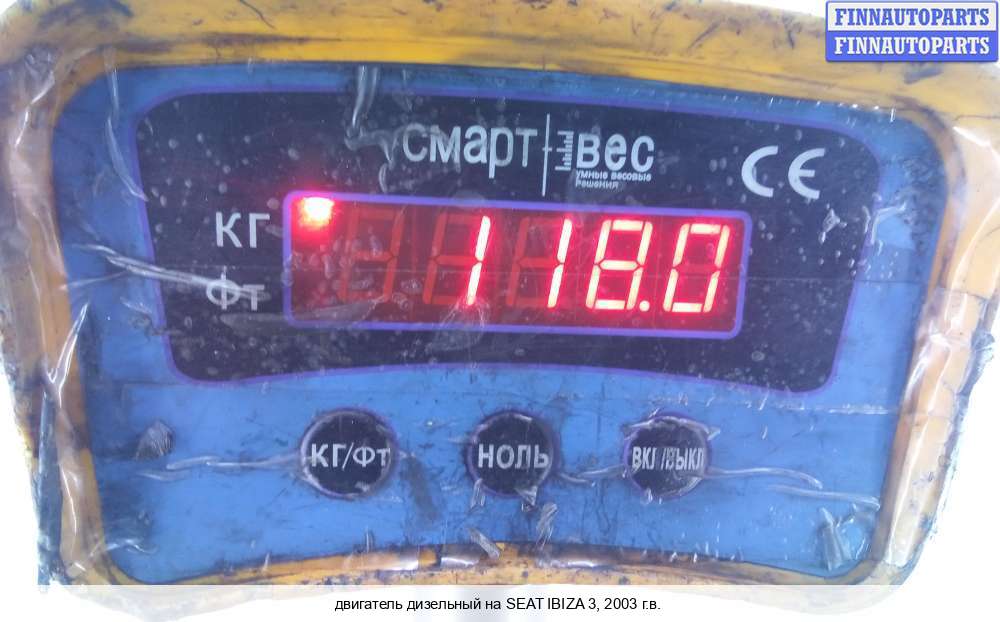 FINNAUTOPARTS
FINNAUTOPARTS
смарт вес
умные весовые
решения
CE
КГ
118.0
ФТ
КГ/ФТ
НОЛЬ
ВКЛ/ВЫКЛ
двигатель дизельный на SEAT IBIZA 3, 2003 г.в.